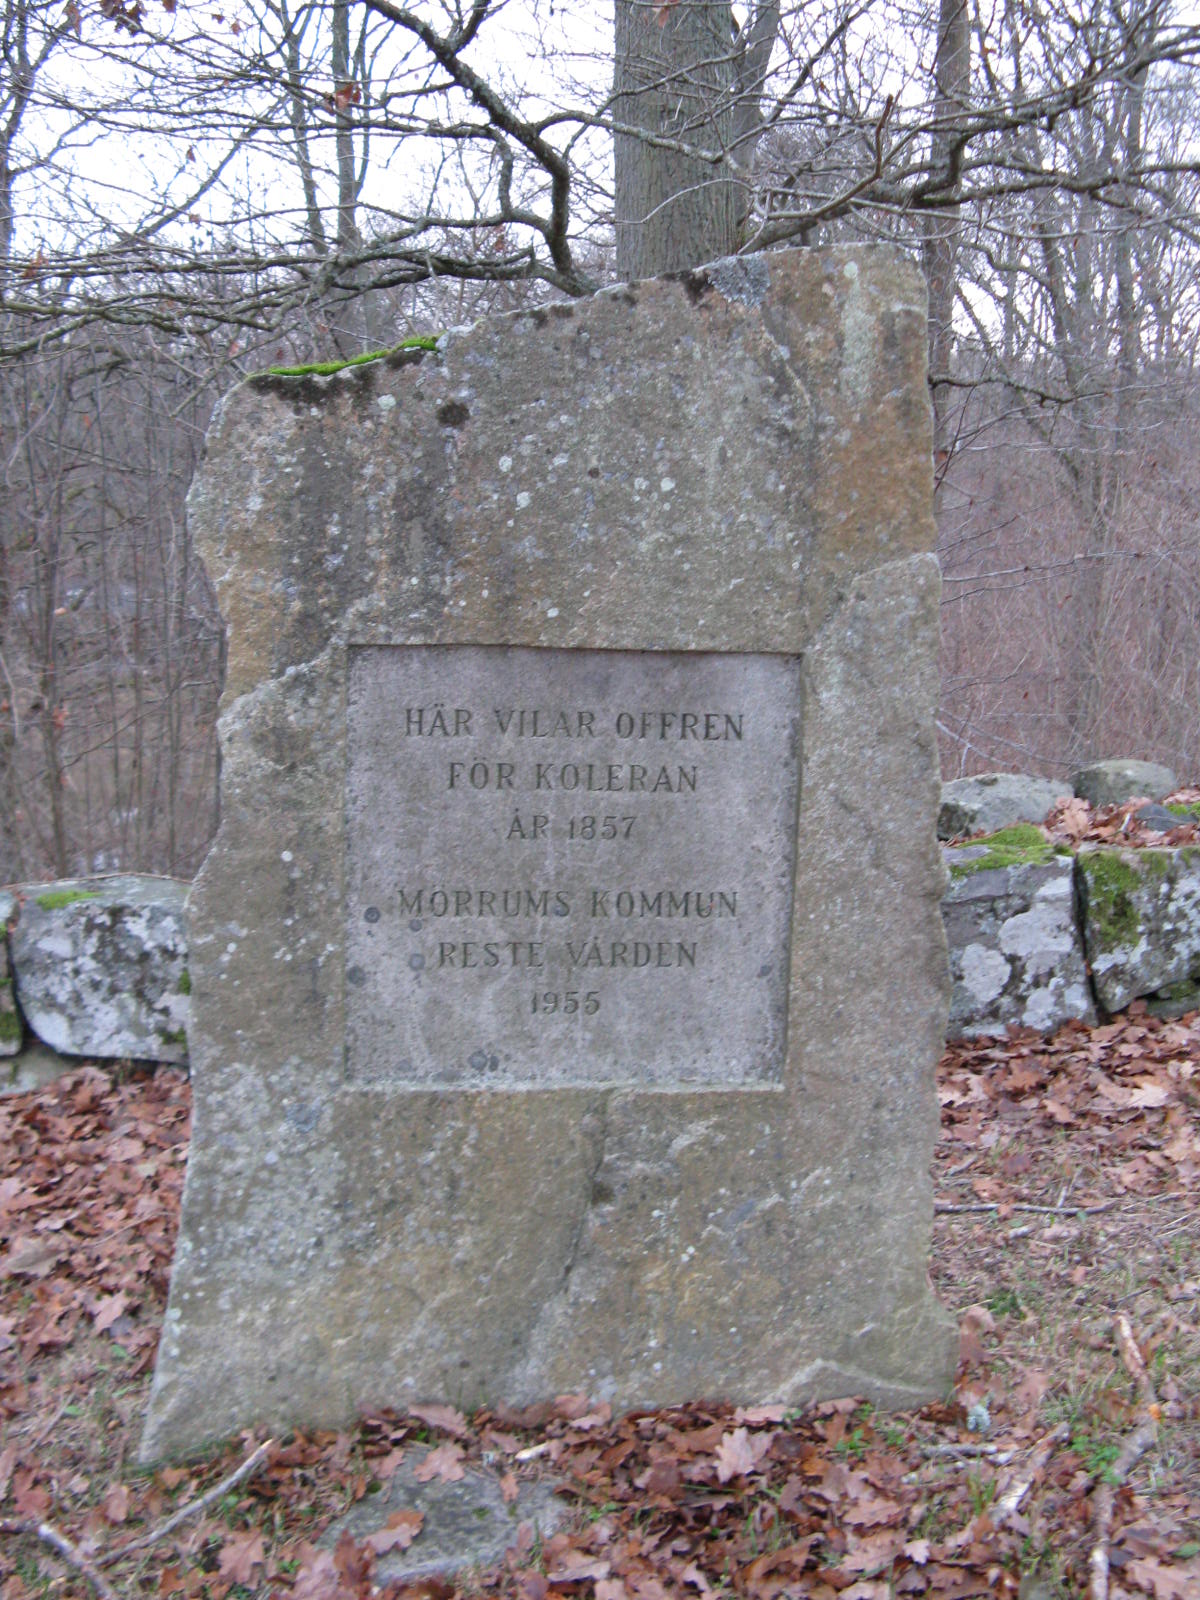 HÄR VILAR OFFREN
FÖR KOLERAN
ÅR 1857
MÖRRUMS KOMMUN
RESTE VÅRDEN
1955